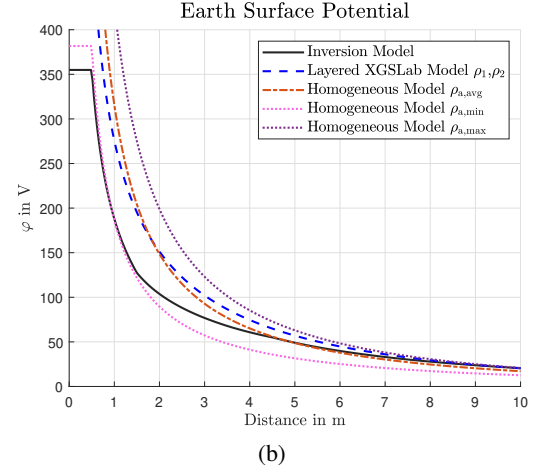 Earth Surface Potential
400
350
300
250
200
150
100
50
0
φ in V
Inversion Model
Layered XGSLab Model ρ₁,ρ₂
Homogeneous Model ρₐ,ₐᵥg
Homogeneous Model ρₐ,ₘᵢₙ
Homogeneous Model ρₐ,ₘₐₓ
0 1 2 3 4 5 6 7 8 9 10
Distance in m
(b)